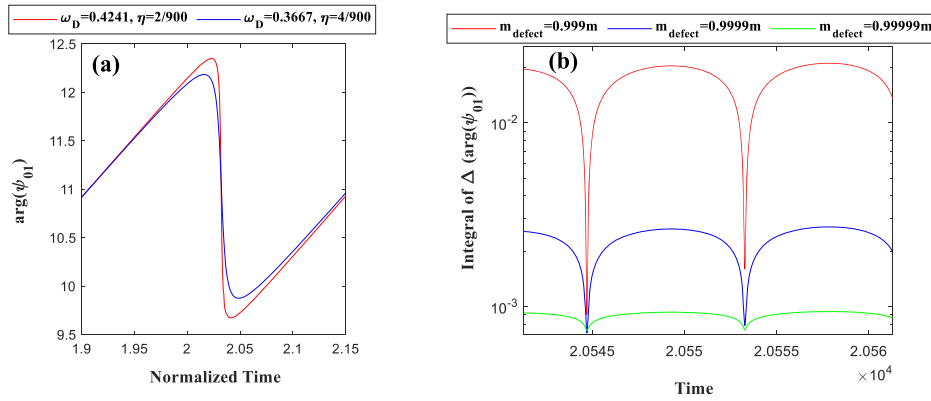 ω_D=0.4241, η=2/900 ω_D=0.3667, η=4/900
(a)
12.5
12
11.5
11
10.5
10
9.5
arg(ψ_01)
1.9 1.95 2 2.05 2.1 2.15
Normalized Time
m_defect=0.999m m_defect=0.9999m m_defect=0.99999m
(b)
10^-2
10^-3
Integral of Δ (arg(ψ_01))
2.0545 2.055 2.0555 2.056
×10^4
Time